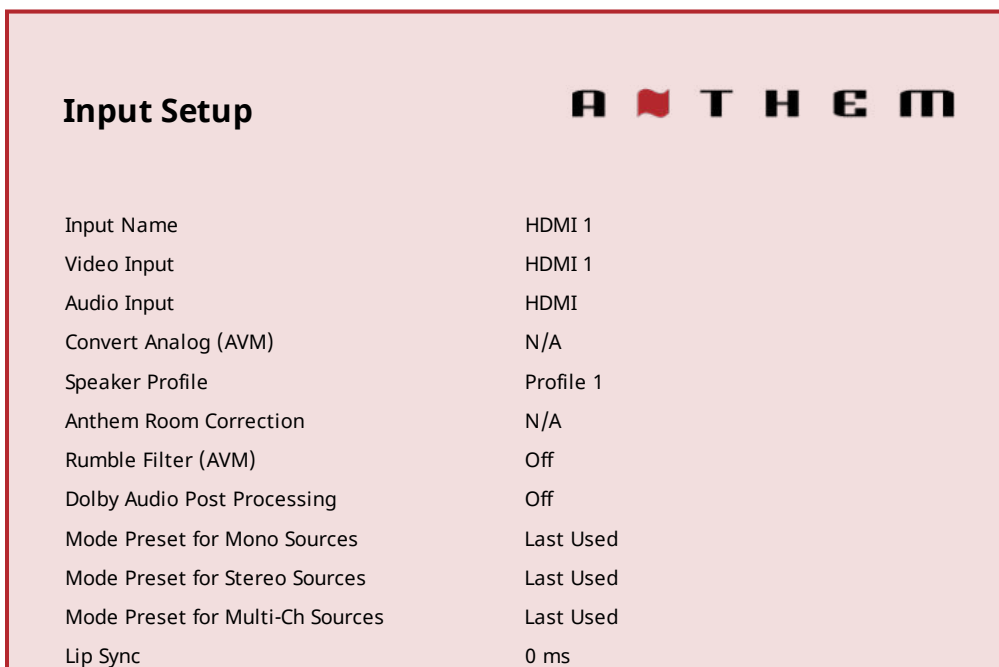 Input Setup
ANTHEM
Input Name HDMI 1
Video Input HDMI 1
Audio Input HDMI
Convert Analog (AVM) N/A
Speaker Profile Profile 1
Anthem Room Correction N/A
Rumble Filter (AVM) Off
Dolby Audio Post Processing Off
Mode Preset for Mono Sources Last Used
Mode Preset for Stereo Sources Last Used
Mode Preset for Multi-Ch Sources Last Used
Lip Sync 0 ms